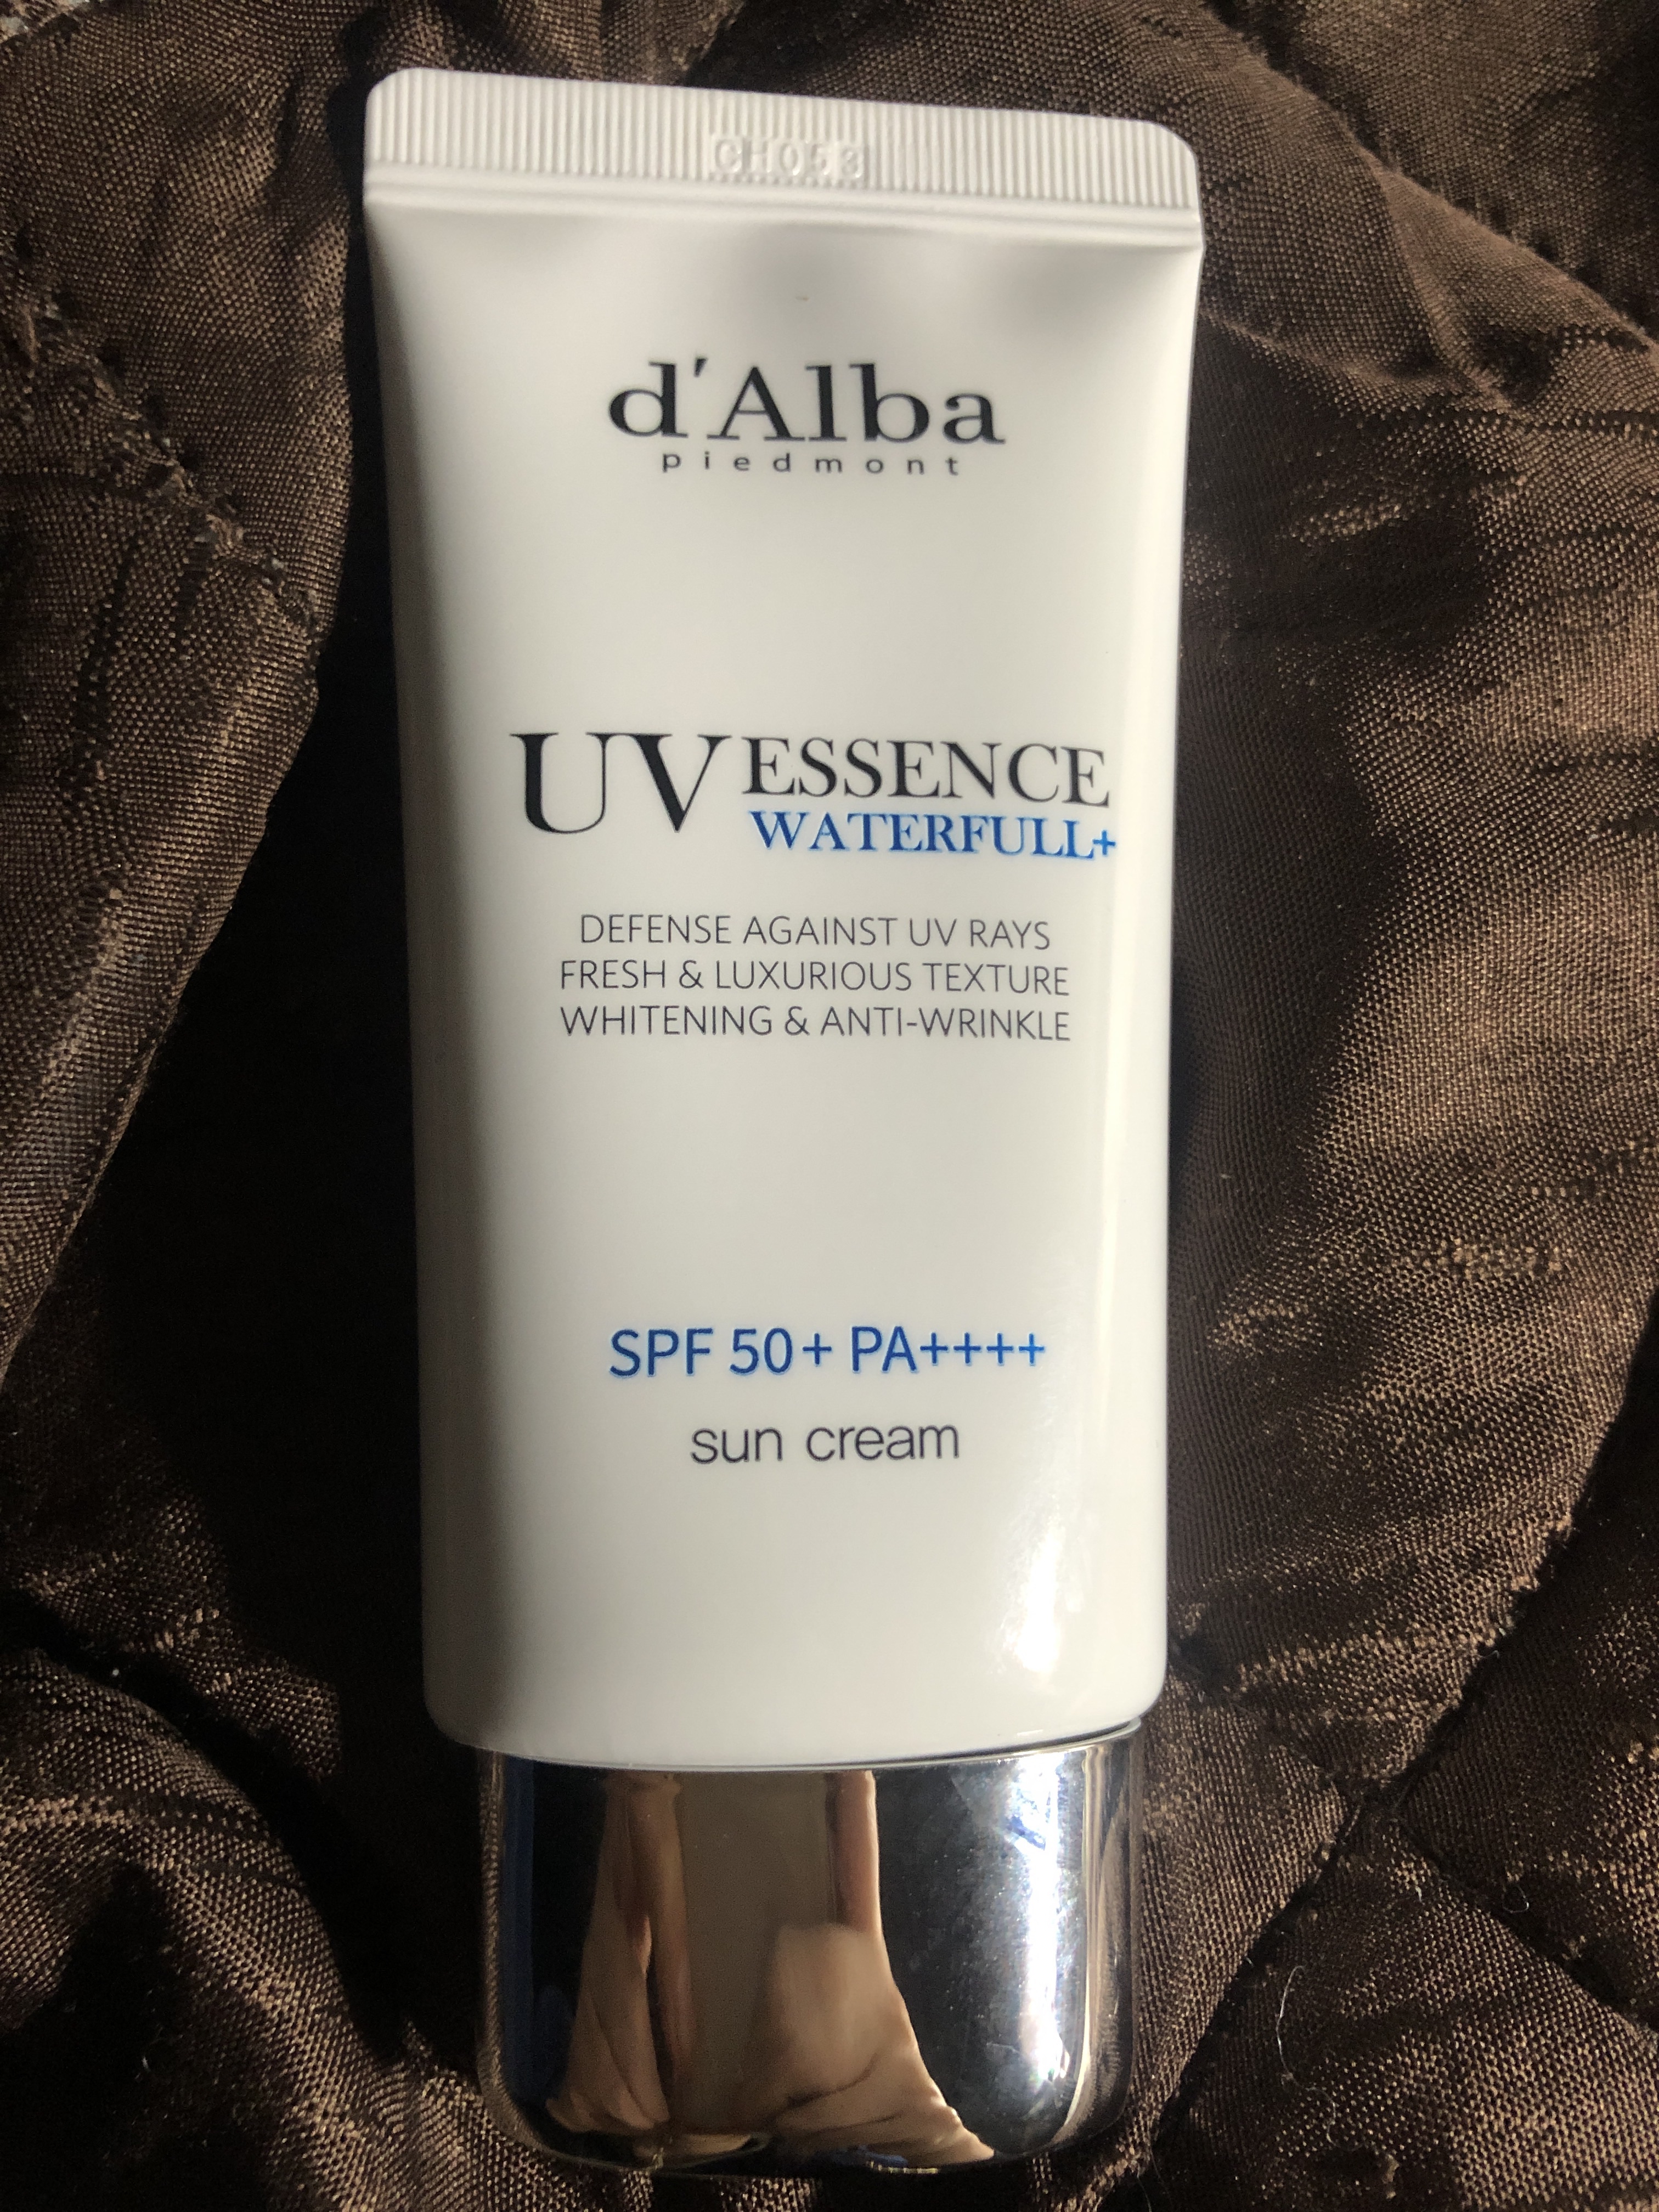 CH053
d'Alba
piedmont
UV ESSENCE
WATERFULL+
DEFENSE AGAINST UV RAYS
FRESH & LUXURIOUS TEXTURE
WHITENING & ANTI-WRINKLE
SPF 50+ PA++++
sun cream